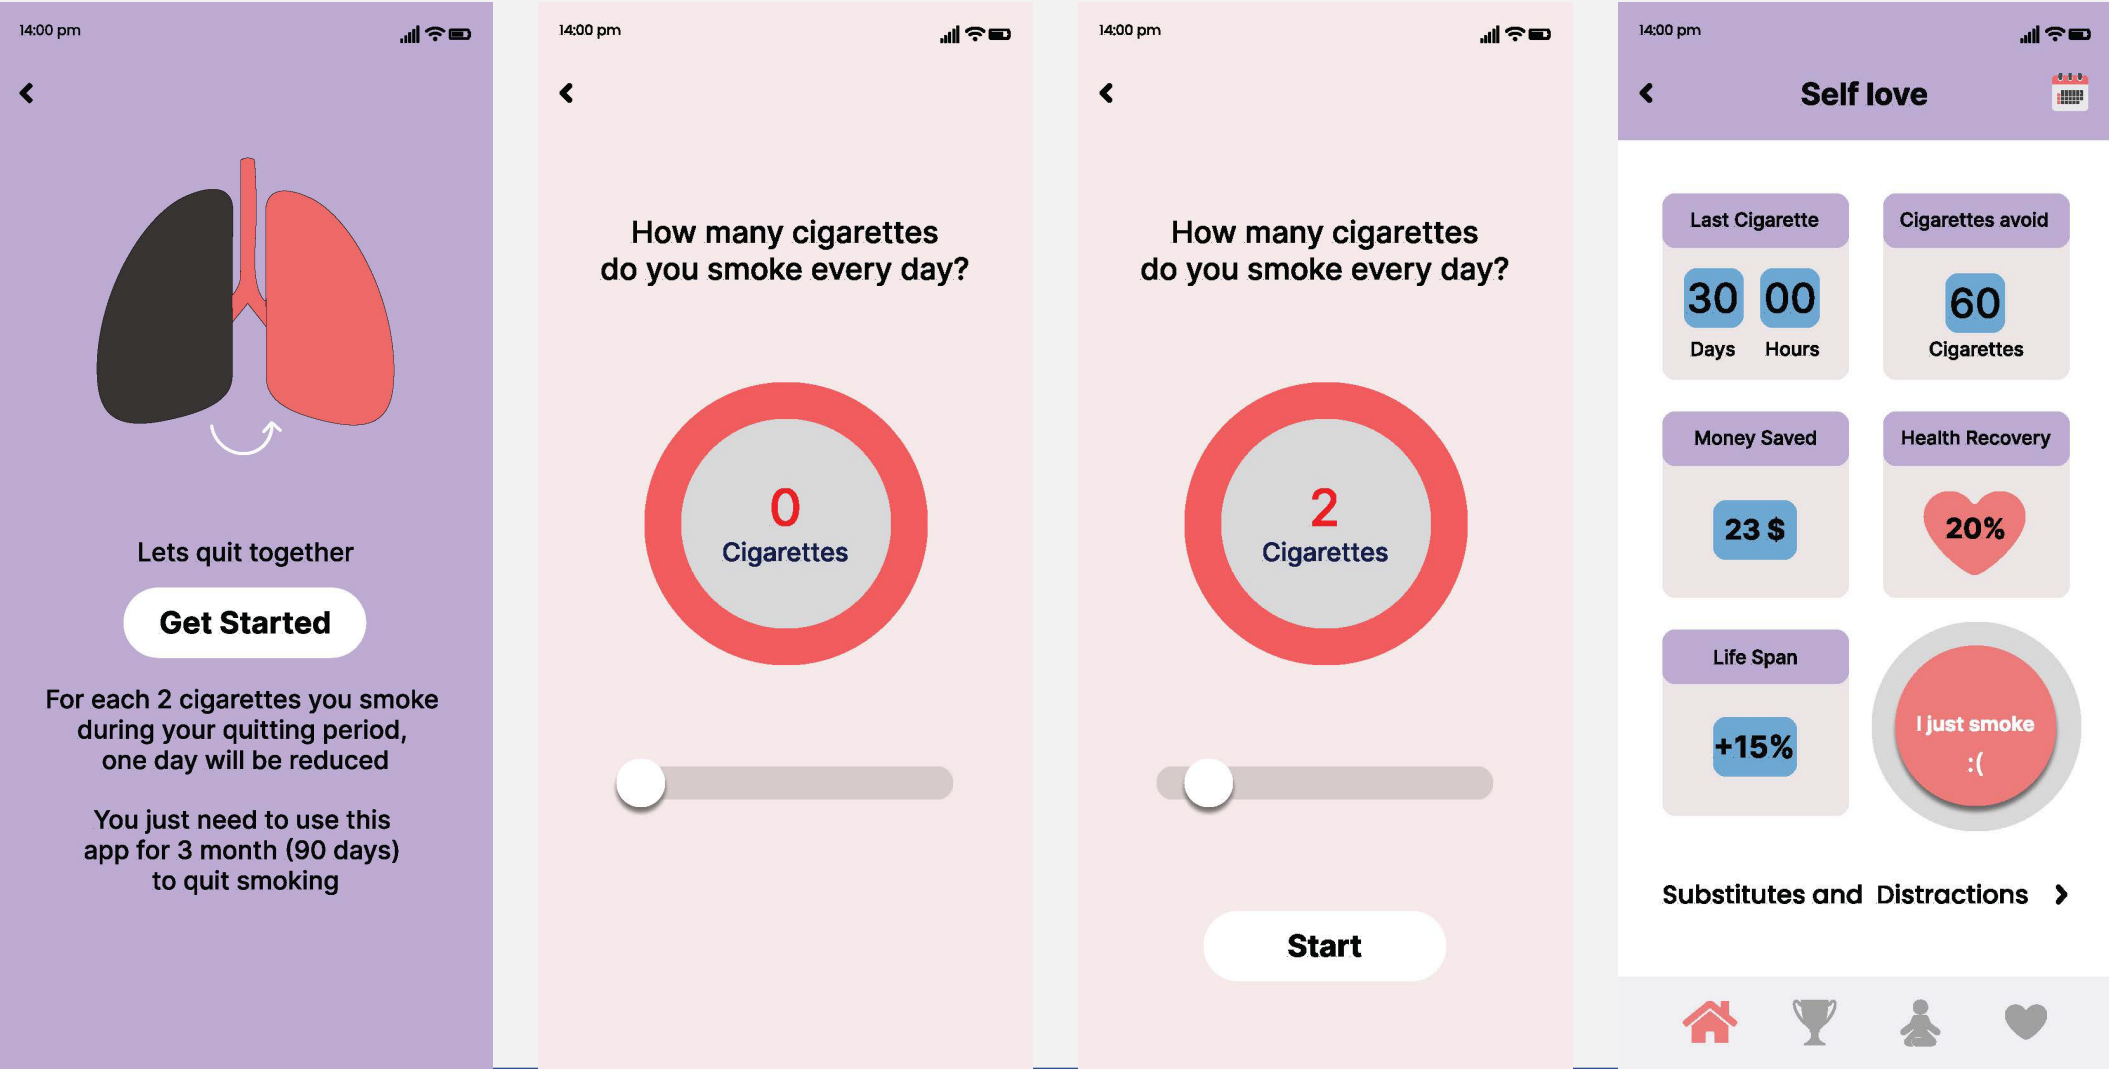 14:00 pm
Lets quit together
Get Started
For each 2 cigarettes you smoke
during your quitting period,
one day will be reduced
You just need to use this
app for 3 month (90 days)
to quit smoking
14:00 pm
How many cigarettes
do you smoke every day?
0
Cigarettes
14:00 pm
How many cigarettes
do you smoke every day?
2
Cigarettes
Start
14:00 pm
Self love
Last Cigarette
30 00
Days Hours
Cigarettes avoid
60
Cigarettes
Money Saved
23 $
Health Recovery
20%
Life Span
+15%
I just smoke
:(
Substitutes and Distractions